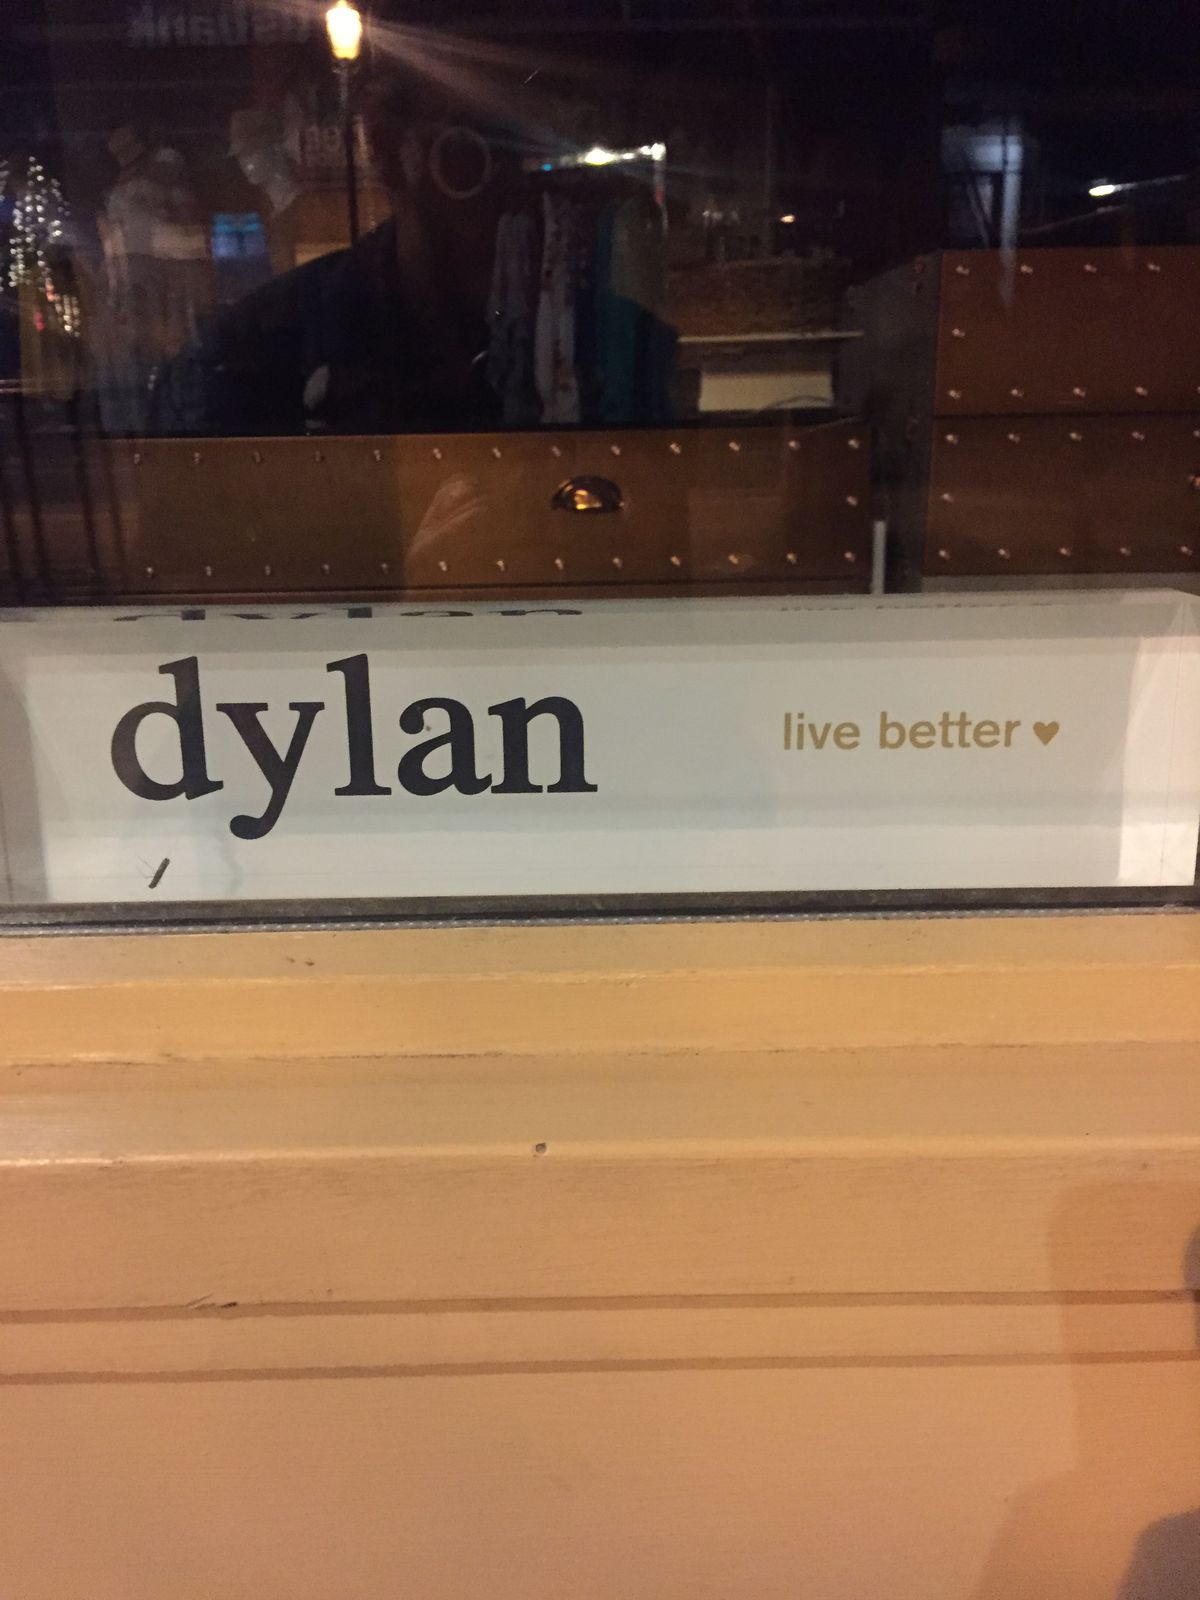 dylan
live better ♥